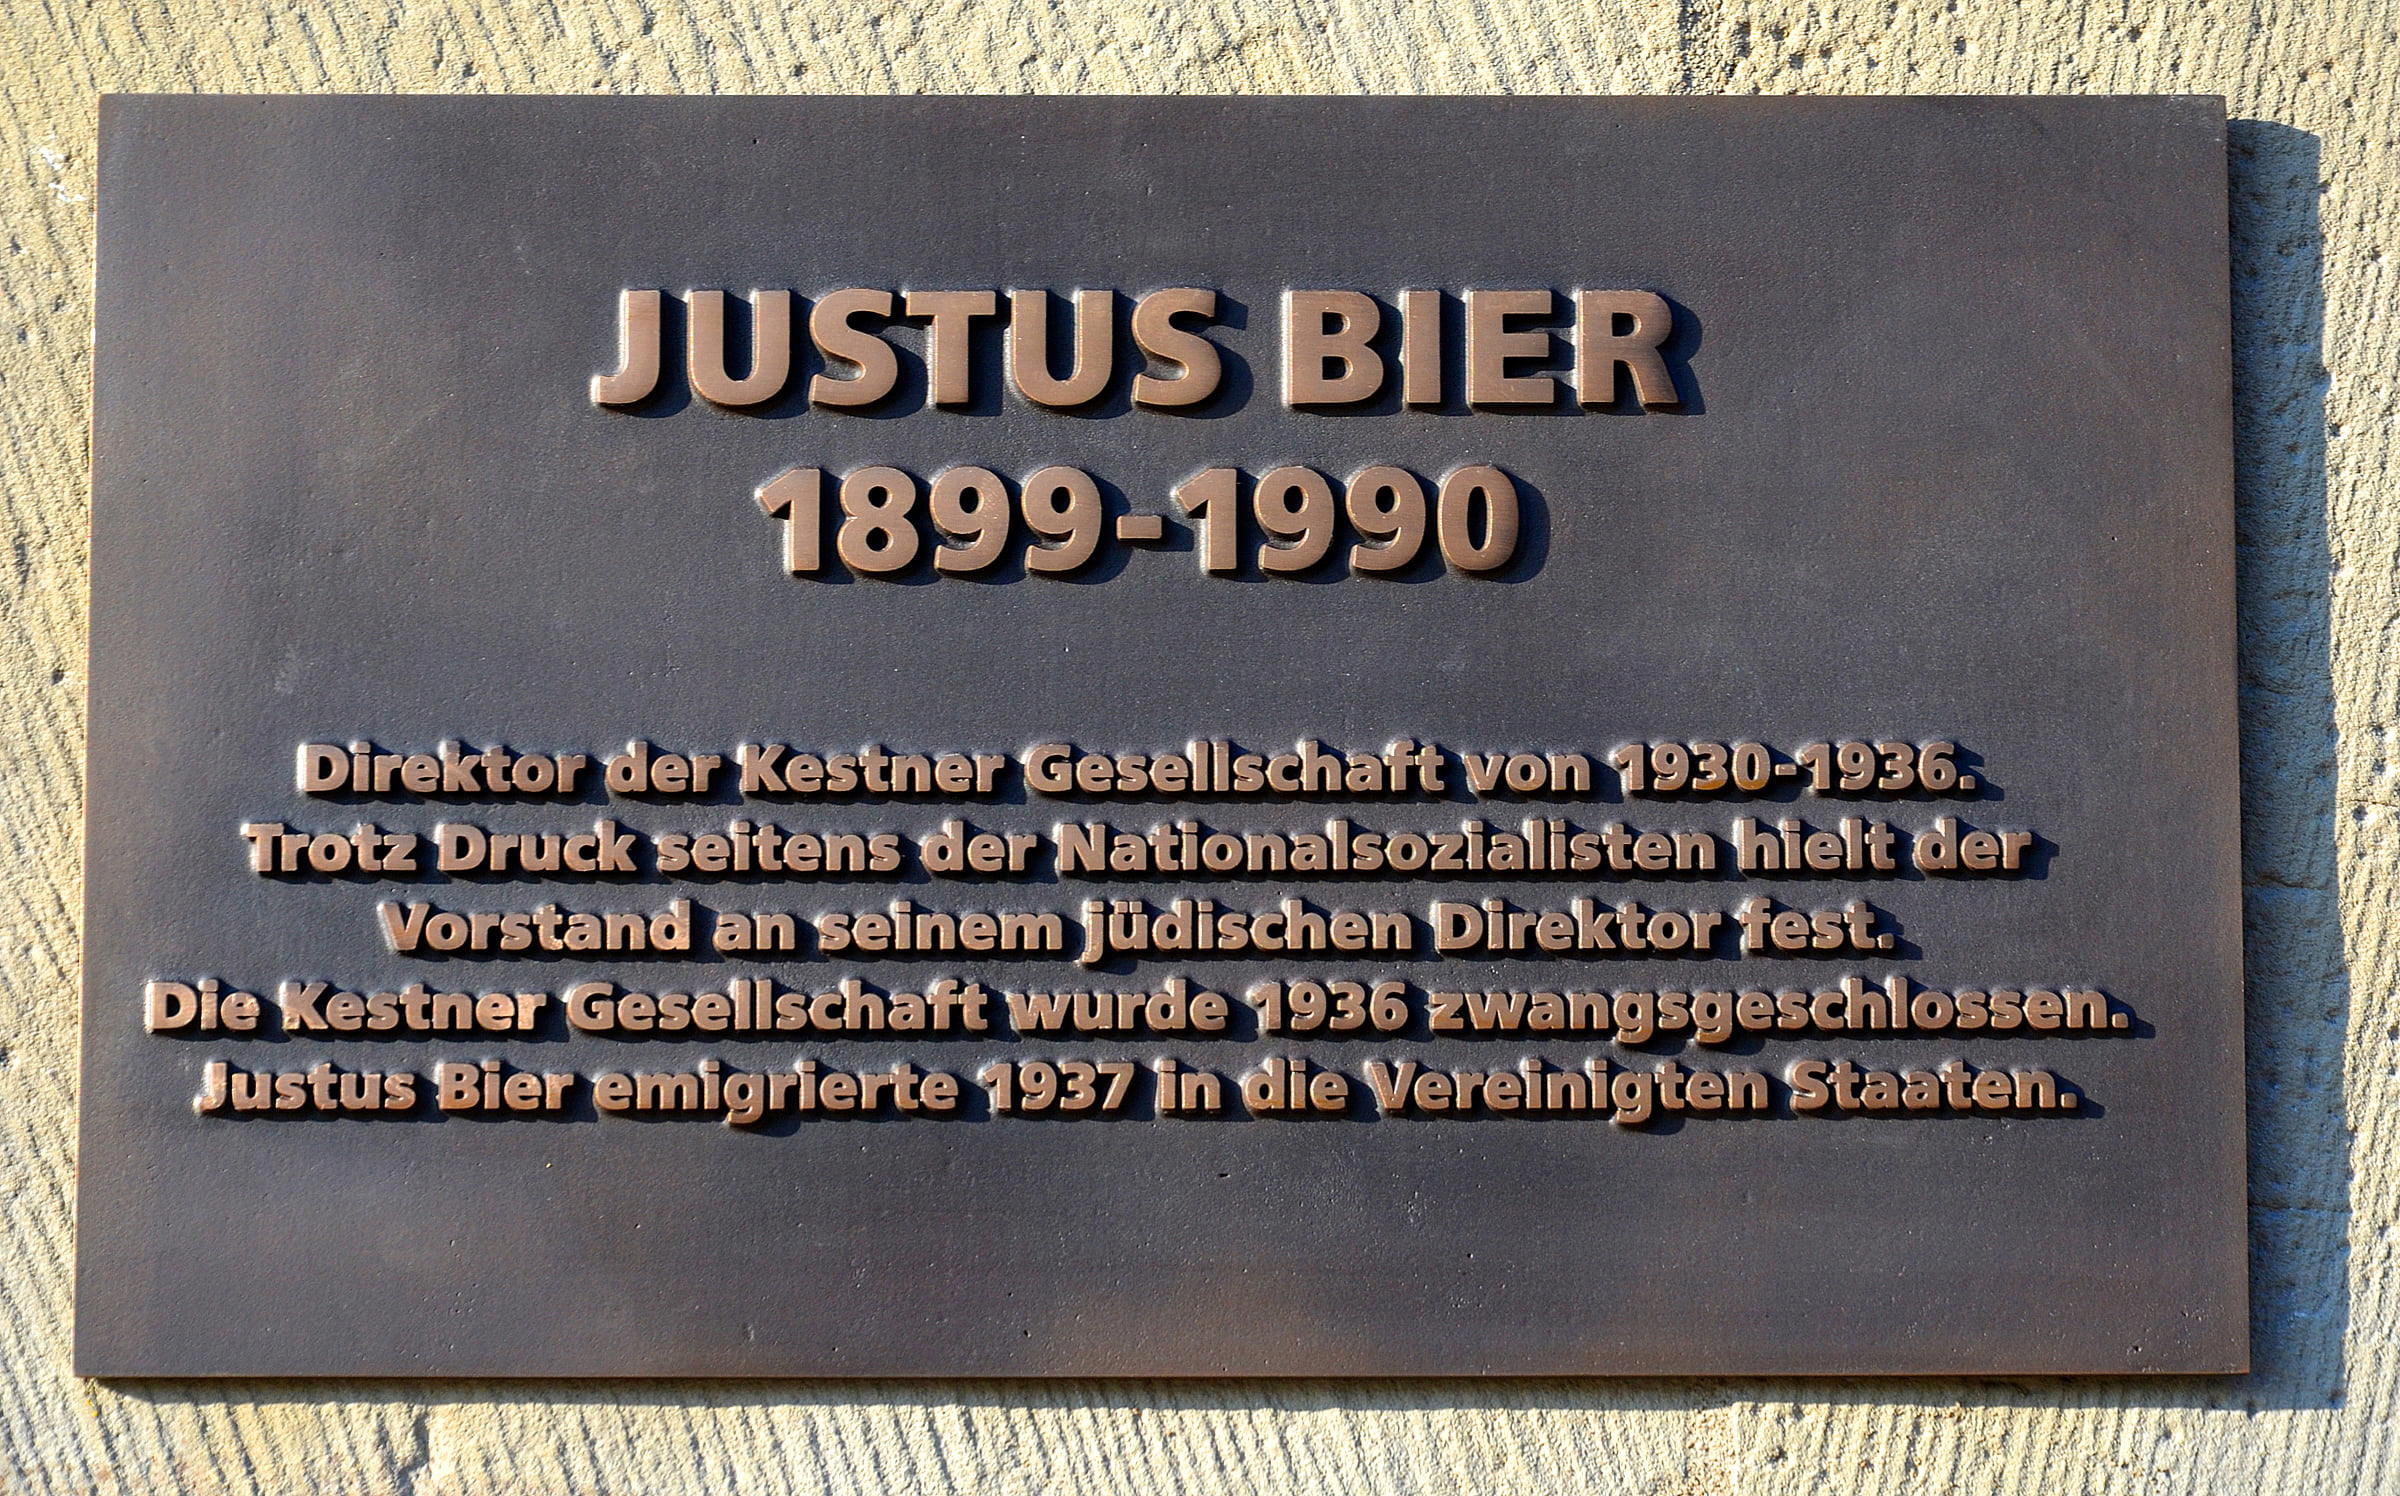 JUSTUS BIER
1899-1990
Direktor der Kestner Gesellschaft von 1930-1936.
Trotz Druck seitens der Nationalsozialisten hielt der
Vorstand an seinem jüdischen Direktor fest.
Die Kestner Gesellschaft wurde 1936 zwangsgeschlossen.
Justus Bier emigrierte 1937 in die Vereinigten Staaten.